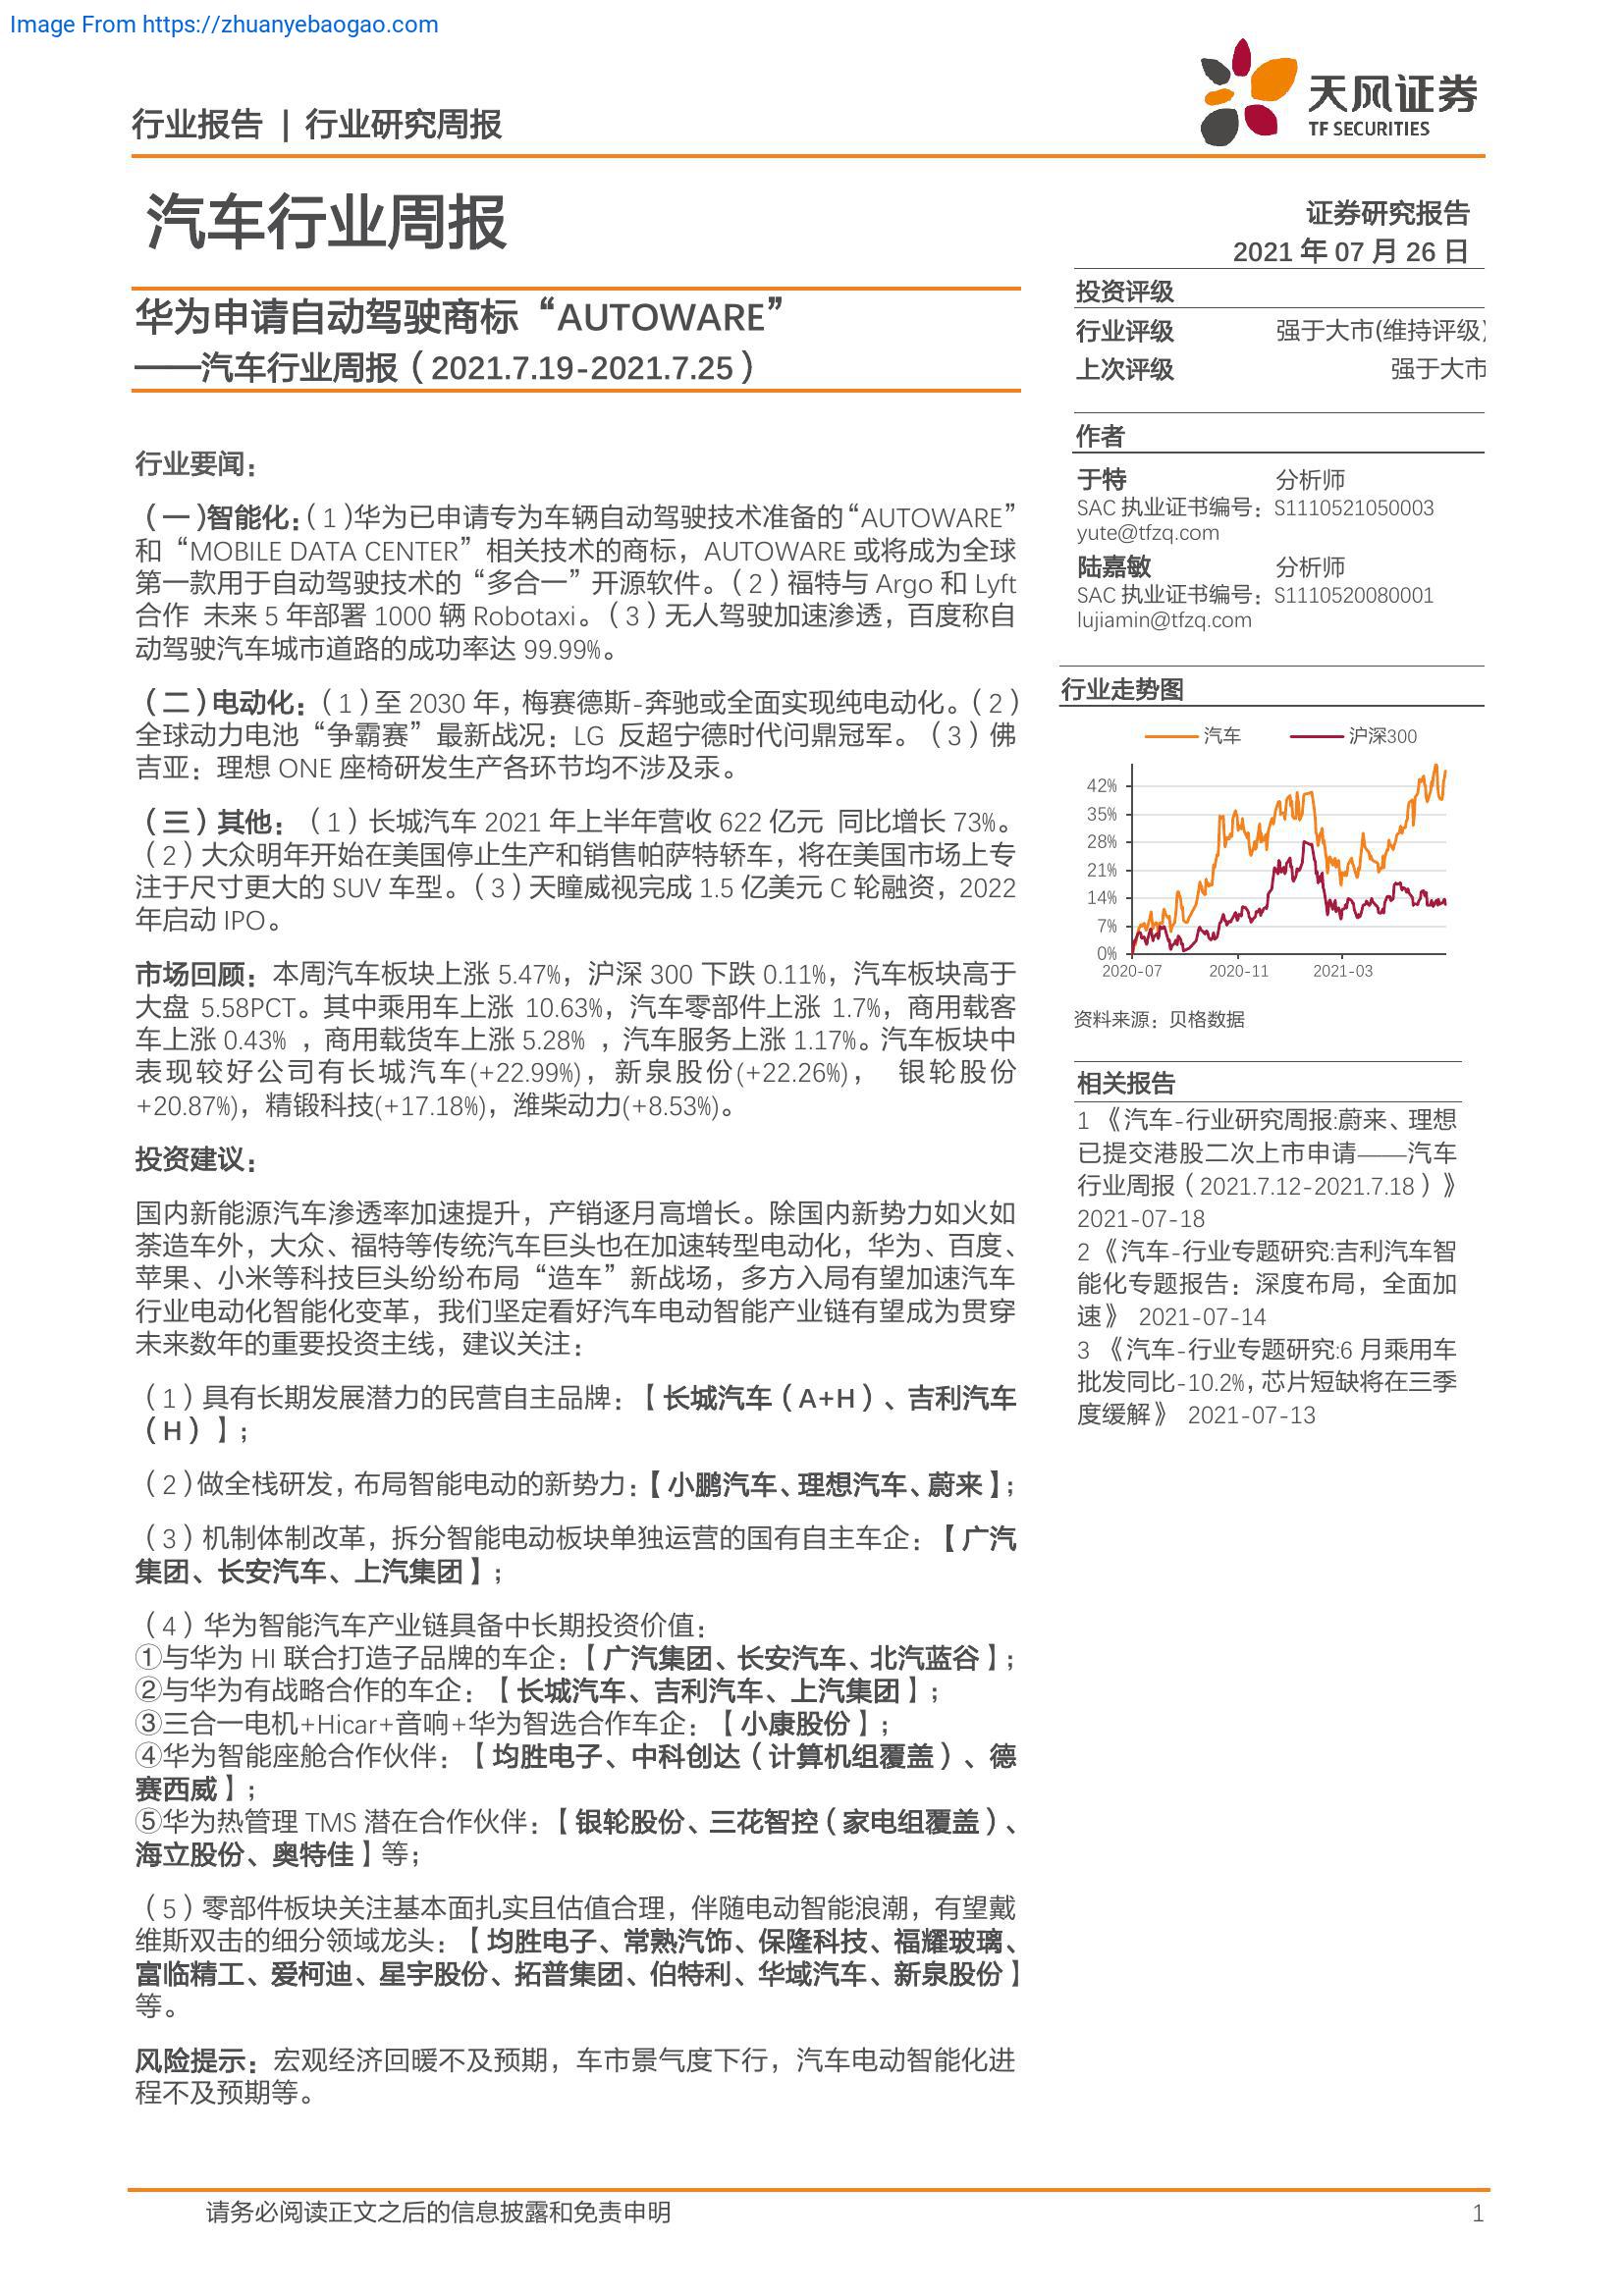 Image From https://zhuanyebaogao.com
行业报告 | 行业研究周报
天风证券
TF SECURITIES
汽车行业周报
证券研究报告
2021 年 07 月 26 日
华为申请自动驾驶商标“AUTOWARE”
——汽车行业周报（2021.7.19-2021.7.25）
投资评级
行业评级 强于大市(维持评级)
上次评级 强于大市
作者
于特 分析师
SAC 执业证书编号：S1110521050003
yute@tfzq.com
陆嘉敏 分析师
SAC 执业证书编号：S1110520080001
lujiamin@tfzq.com
行业走势图
汽车 沪深300
42%
35%
28%
21%
14%
7%
0%
2020-07 2020-11 2021-03
资料来源：贝格数据
相关报告
1 《汽车-行业研究周报:蔚来、理想
已提交港股二次上市申请——汽车
行业周报（2021.7.12-2021.7.18）》
2021-07-18
2 《汽车-行业专题研究:吉利汽车智
能化专题报告：深度布局，全面加
速》 2021-07-14
3 《汽车-行业专题研究:6 月乘用车
批发同比-10.2%,芯片短缺将在三季
度缓解》 2021-07-13
行业要闻：
（一）智能化：（1）华为已申请专为车辆自动驾驶技术准备的“AUTOWARE”
和“MOBILE DATA CENTER”相关技术的商标，AUTOWARE 或将成为全球
第一款用于自动驾驶技术的“多合一”开源软件。（2）福特与 Argo 和 Lyft
合作 未来 5 年部署 1000 辆 Robotaxi。（3）无人驾驶加速渗透，百度称自
动驾驶汽车城市道路的成功率达 99.99%。
（二）电动化：（1）至 2030 年，梅赛德斯-奔驰或全面实现纯电动化。（2）
全球动力电池“争霸赛”最新战况：LG 反超宁德时代问鼎冠军。（3）佛
吉亚：理想 ONE 座椅研发生产各环节均不涉及汞。
（三）其他：（1）长城汽车 2021 年上半年营收 622 亿元 同比增长 73%。
（2）大众明年开始在美国停止生产和销售帕萨特轿车，将在美国市场上专
注于尺寸更大的 SUV 车型。（3）天瞳威视完成 1.5 亿美元 C 轮融资，2022
年启动 IPO。
市场回顾：本周汽车板块上涨 5.47%，沪深 300 下跌 0.11%，汽车板块高于
大盘 5.58PCT。其中乘用车上涨 10.63%，汽车零部件上涨 1.7%，商用载客
车上涨 0.43% ，商用载货车上涨 5.28% ，汽车服务上涨 1.17%。汽车板块中
表现较好公司有长城汽车(+22.99%)，新泉股份(+22.26%)， 银轮股份
+20.87%)，精锻科技(+17.18%)，潍柴动力(+8.53%)。
投资建议：
国内新能源汽车渗透率加速提升，产销逐月高增长。除国内新势力如火如
荼造车外，大众、福特等传统汽车巨头也在加速转型电动化，华为、百度、
苹果、小米等科技巨头纷纷布局“造车”新战场，多方入局有望加速汽车
行业电动化智能化变革，我们坚定看好汽车电动智能产业链有望成为贯穿
未来数年的重要投资主线，建议关注：
（1）具有长期发展潜力的民营自主品牌：【长城汽车（A+H）、吉利汽车
（H）】；
（2）做全栈研发，布局智能电动的新势力：【小鹏汽车、理想汽车、蔚来】；
（3）机制体制改革，拆分智能电动板块单独运营的国有自主车企：【广汽
集团、长安汽车、上汽集团】；
（4）华为智能汽车产业链具备中长期投资价值：
①与华为 HI 联合打造子品牌的车企：【广汽集团、长安汽车、北汽蓝谷】；
②与华为有战略合作的车企：【长城汽车、吉利汽车、上汽集团】；
③三合一电机+Hicar+音响+华为智选合作车企：【小康股份】；
④华为智能座舱合作伙伴：【均胜电子、中科创达（计算机组覆盖）、德
赛西威】；
⑤华为热管理 TMS 潜在合作伙伴：【银轮股份、三花智控（家电组覆盖）、
海立股份、奥特佳】等；
（5）零部件板块关注基本面扎实且估值合理，伴随电动智能浪潮，有望戴
维斯双击的细分领域龙头：【均胜电子、常熟汽饰、保隆科技、福耀玻璃、
富临精工、爱柯迪、星宇股份、拓普集团、伯特利、华域汽车、新泉股份】
等。
风险提示：宏观经济回暖不及预期，车市景气度下行，汽车电动智能化进
程不及预期等。
请务必阅读正文之后的信息披露和免责申明 1